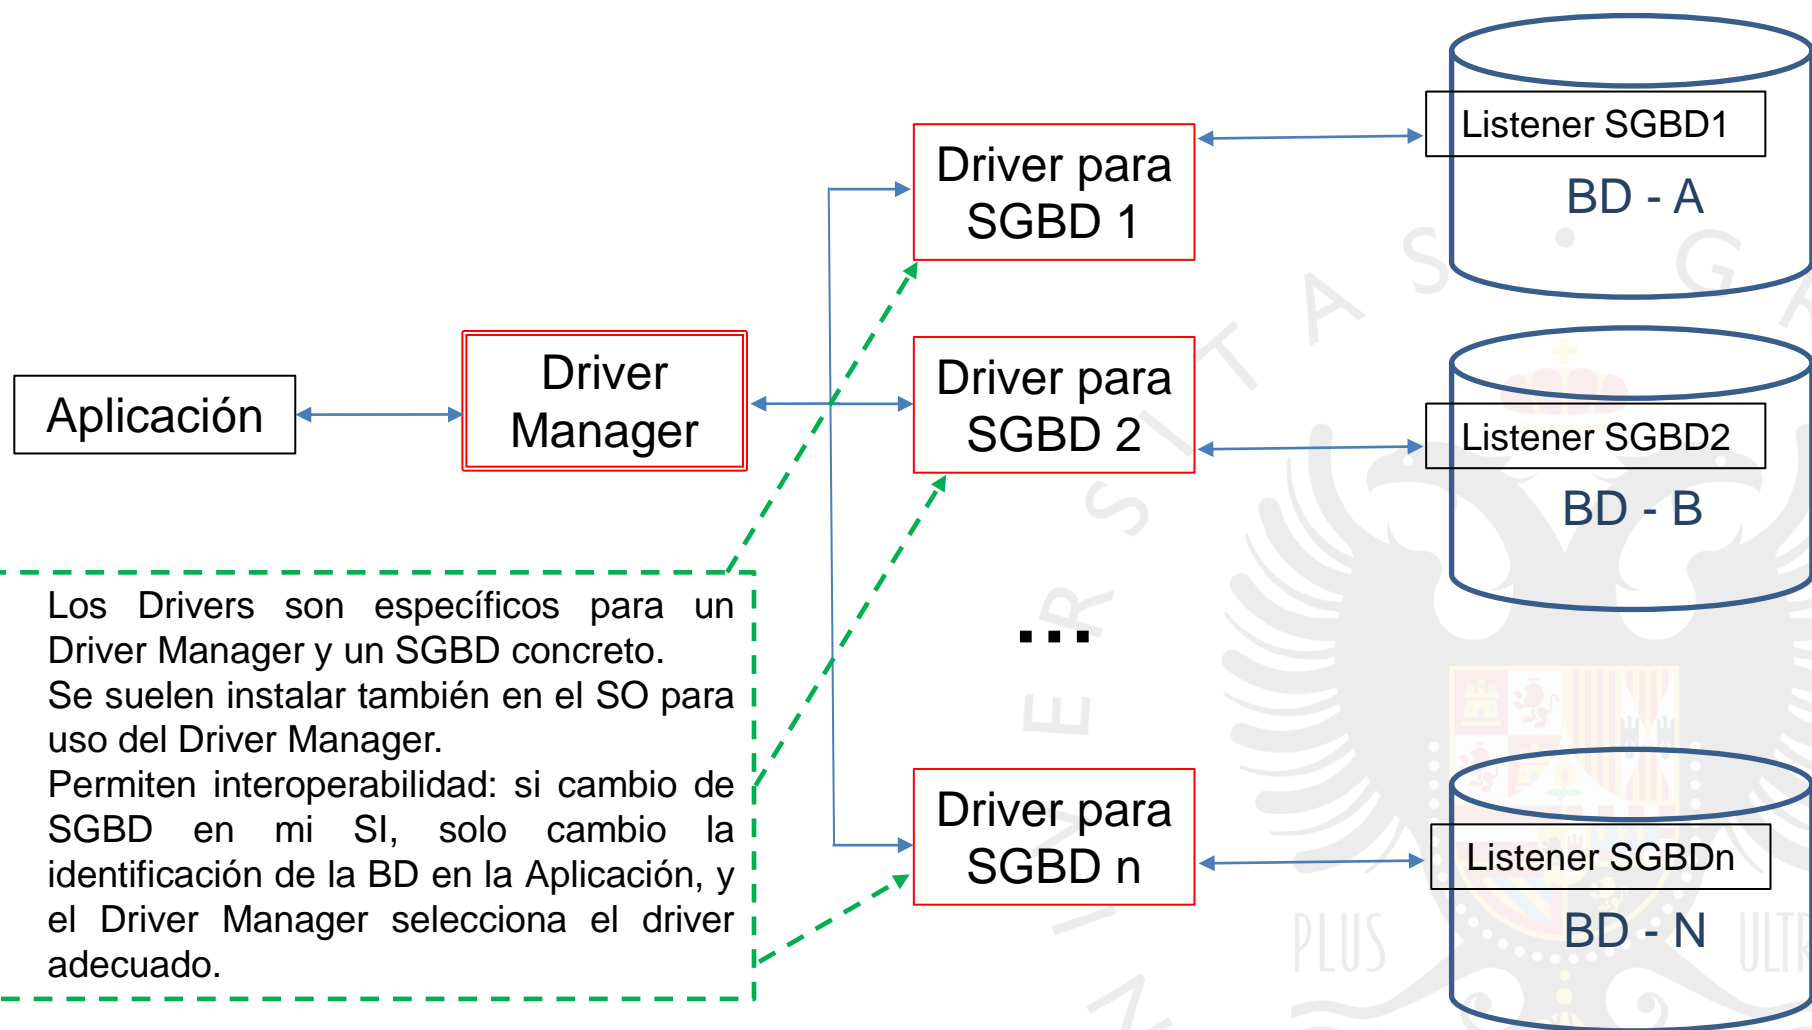 Listener SGBD1
BD - A
Driver para
SGBD 1
Aplicación
Driver
Manager
Driver para
SGBD 2
Listener SGBD2
BD - B
Los Drivers son específicos para un
Driver Manager y un SGBD concreto.
Se suelen instalar también en el SO para
uso del Driver Manager.
Permiten interoperabilidad: si cambio de
SGBD en mi SI, solo cambio la
identificación de la BD en la Aplicación, y
el Driver Manager selecciona el driver
adecuado.
...
Driver para
SGBD n
Listener SGBDn
BD - N
PLUS